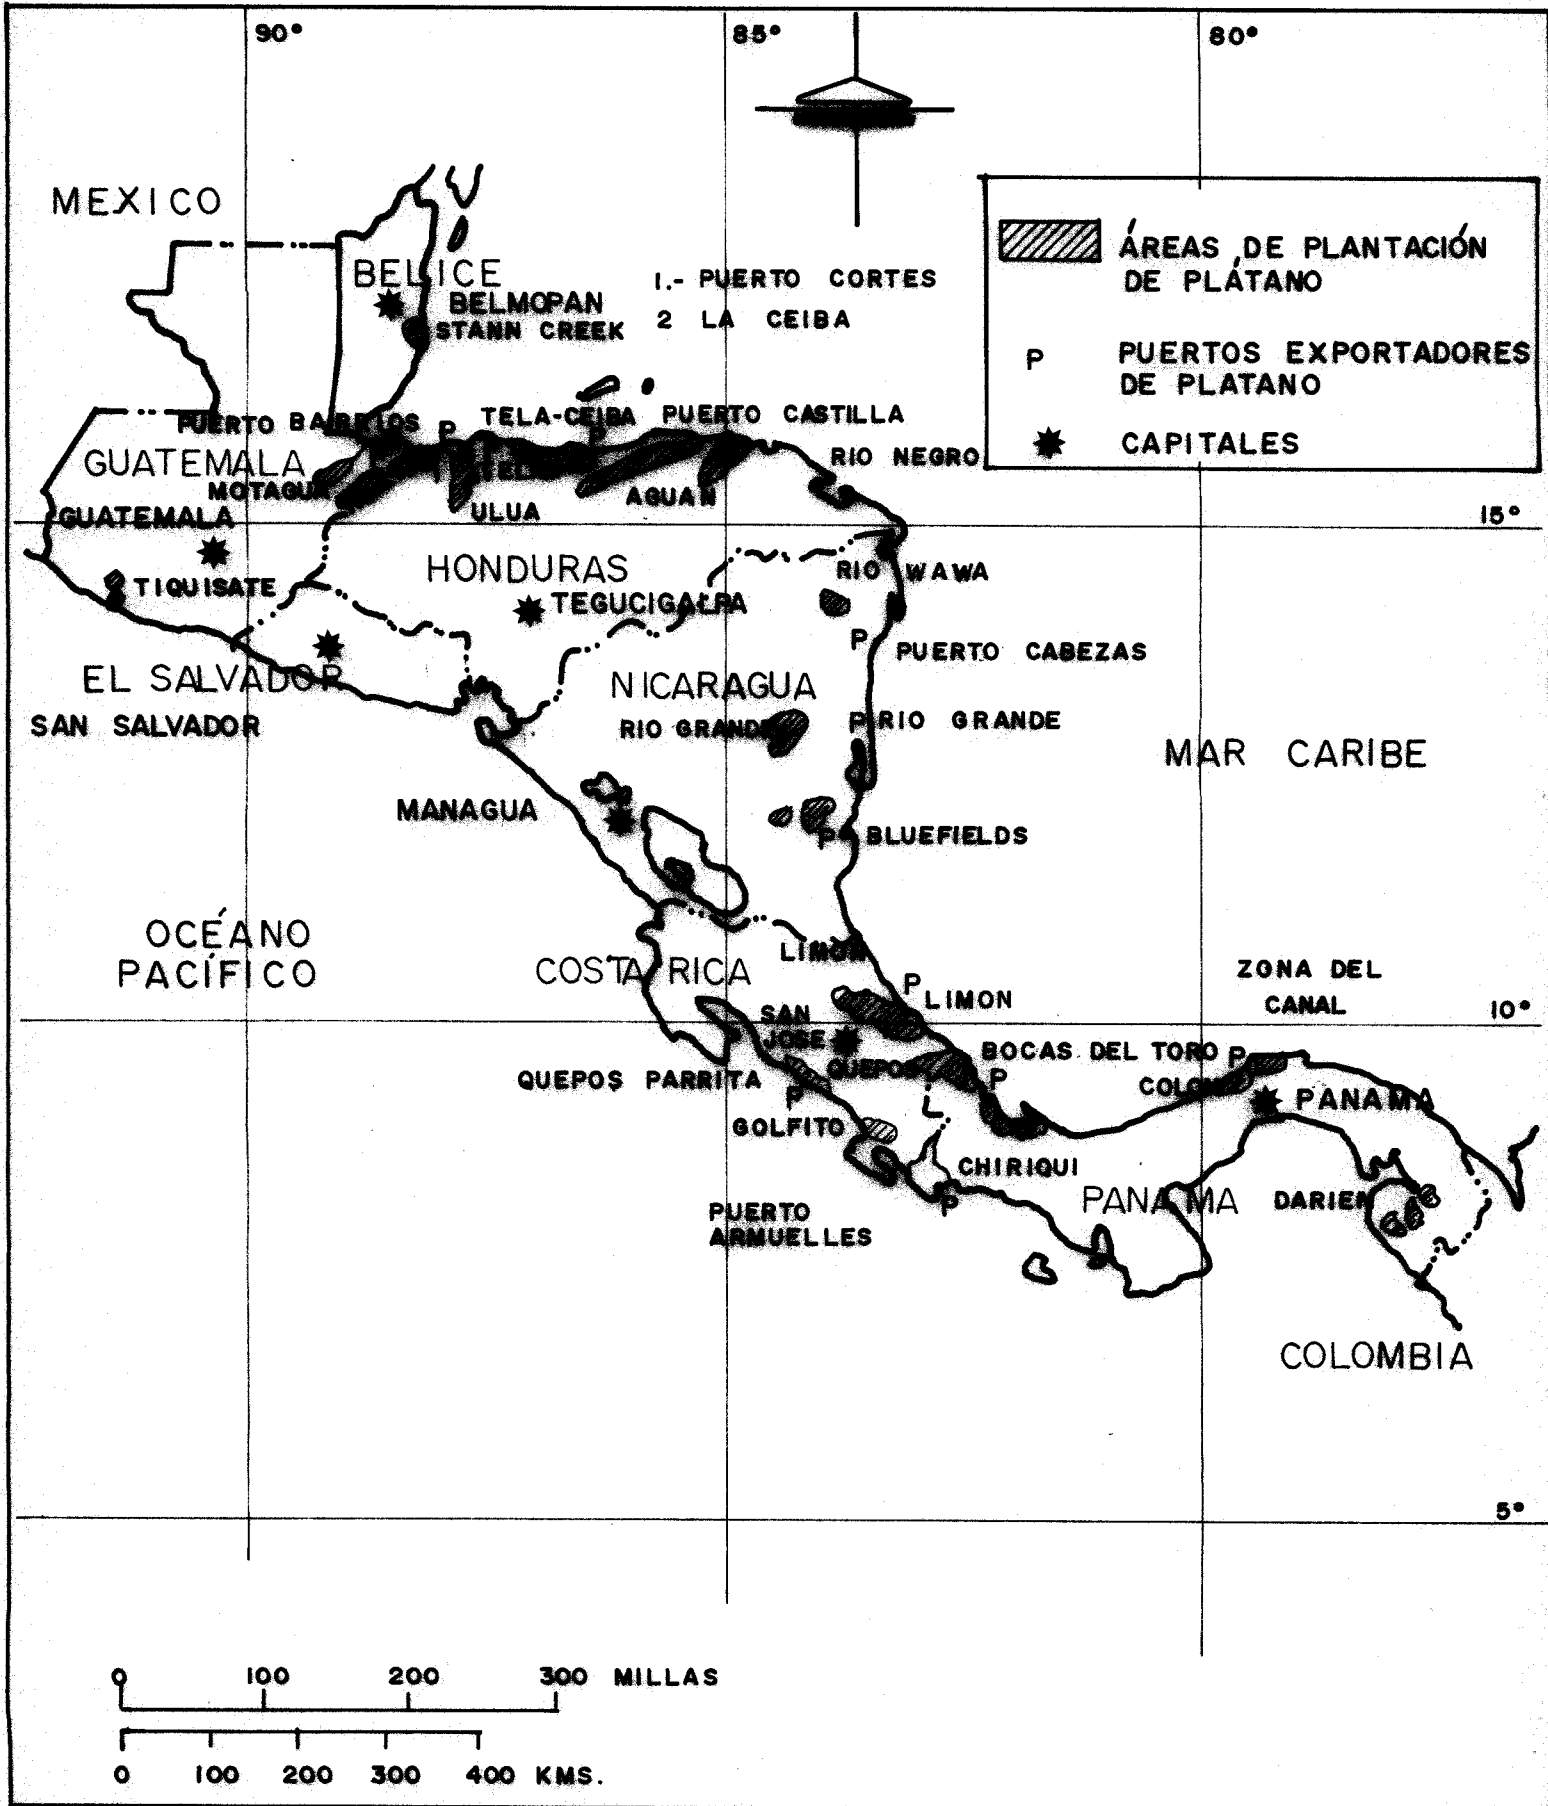 90°
85°
80°
MEXICO
ÁREAS DE PLANTACIÓN
DE PLÁTANO
P
PUERTOS EXPORTADORES
DE PLATANO
CAPITALES
BELICE
BELMOPAN
STANN CREEK
1.- PUERTO CORTES
2 LA CEIBA
PUERTO BARRIOS
P
TELA-CEIBA
P
PUERTO CASTILLA
GUATEMALA
MOTAGUA
RIO NEGRO
AGUAN
ULUA
GUATEMALA
15°
HONDURAS
RIO WAWA
TIQUISATE
TEGUCIGALPA
P
PUERTO CABEZAS
EL SALVADOR
NICARAGUA
SAN SALVADOR
RIO GRANDE
P
RIO GRANDE
MAR CARIBE
MANAGUA
P
BLUEFIELDS
OCÉANO
PACÍFICO
COSTA RICA
LIMON
ZONA DEL
CANAL
P
LIMON
10°
SAN
JOSE
BOCAS DEL TORO
P
QUEPOS PARRITA
QUEPOS
P
COLON
PANAMA
P
GOLFITO
CHIRIQUI
P
PANAMA
DARIEN
PUERTO
ARMUELLES
COLOMBIA
5°
0 100 200 300 MILLAS
0 100 200 300 400 KMS.